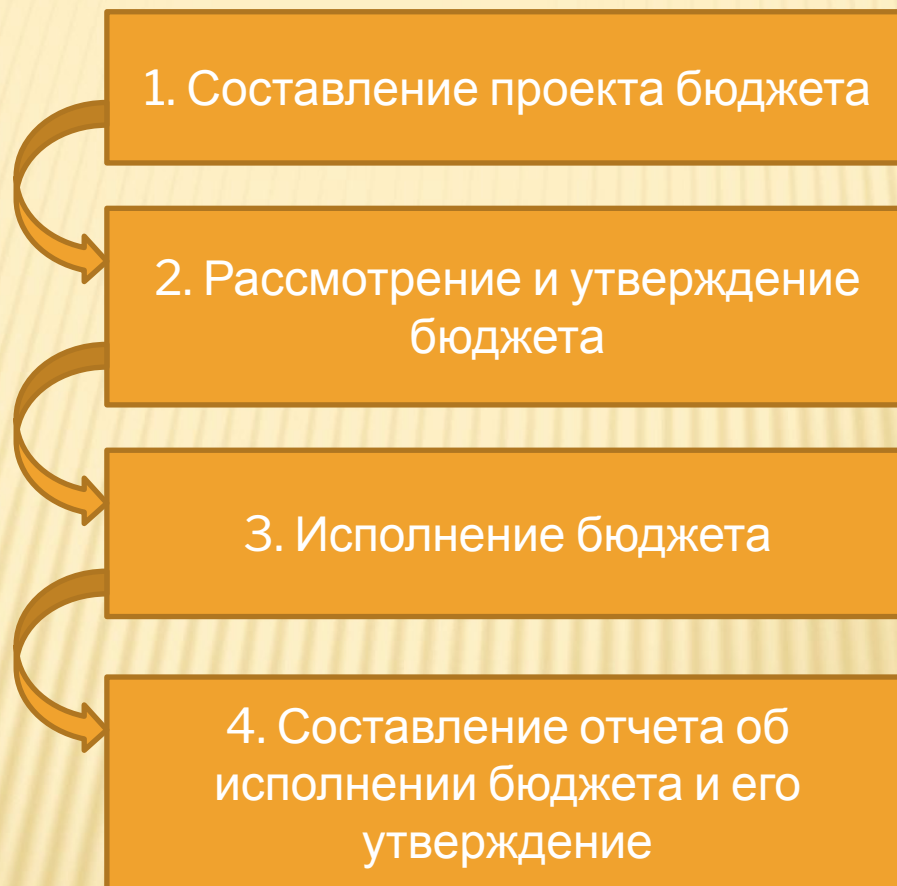 1. Составление проекта бюджета
2. Рассмотрение и утверждение
бюджета
3. Исполнение бюджета
4. Составление отчета об
исполнении бюджета и его
утверждение